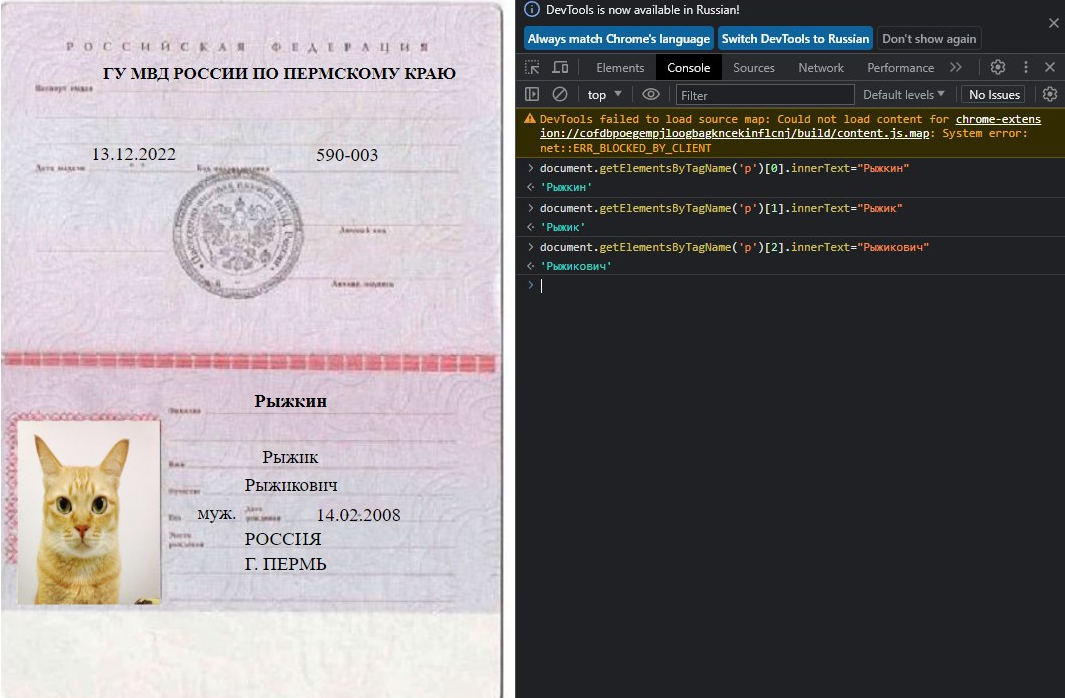 РОССИЙСКАЯ ФЕДЕРАЦИЯ
ГУ МВД РОССИИ ПО ПЕРМСКОМУ КРАЮ
Паспорт выдан
13.12.2022 590-003
Дата выдачи Код подразделения
Личный код
Личная подпись
Рыжкин
Фамилия
Рыжик
Имя
Рыжикович
Отчество
Пол муж. Дата рождения 14.02.2008
Место рождения РОССИЯ
Г. ПЕРМЬ
DevTools is now available in Russian!
Always match Chrome's language Switch DevTools to Russian Don't show again
Elements Console Sources Network Performance
top Filter Default levels No Issues
DevTools failed to load source map: Could not load content for chrome-exten
sion://cofdbpoegempjloogbagkncekinflcnj/build/content.js.map: System error:
net::ERR_BLOCKED_BY_CLIENT
document.getElementsByTagName('p')[0].innerText="Рыжкин"
'Рыжкин'
document.getElementsByTagName('p')[1].innerText="Рыжик"
'Рыжик'
document.getElementsByTagName('p')[2].innerText="Рыжикович"
'Рыжикович'